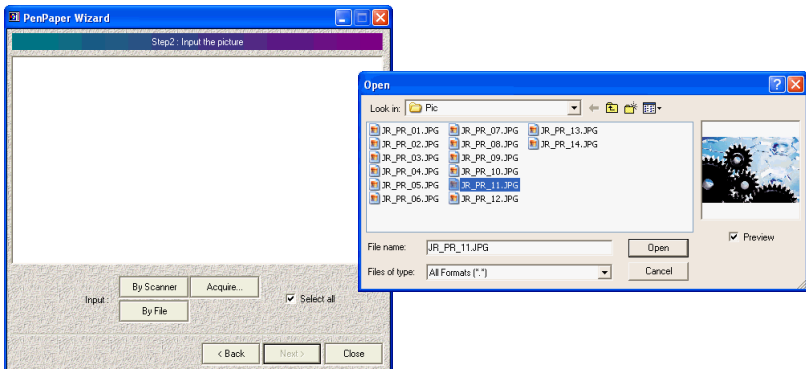 PenPaper Wizard
Step2 : Input the picture
Input :
By Scanner
Acquire...
By File
Select all
< Back
Next >
Close
Open
Look in:
Pic
JR_PR_01.JPG JR_PR_07.JPG JR_PR_13.JPG
JR_PR_02.JPG JR_PR_08.JPG JR_PR_14.JPG
JR_PR_03.JPG JR_PR_09.JPG
JR_PR_04.JPG JR_PR_10.JPG
JR_PR_05.JPG JR_PR_11.JPG
JR_PR_06.JPG JR_PR_12.JPG
File name: JR_PR_11.JPG Open
Files of type: All Formats (*.*) Cancel
Preview